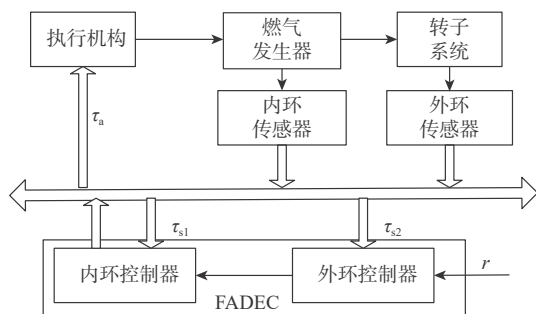 执行机构
燃气
发生器
转子
系统
内环
传感器
外环
传感器
τa
τs1
τs2
内环控制器
外环控制器
r
FADEC